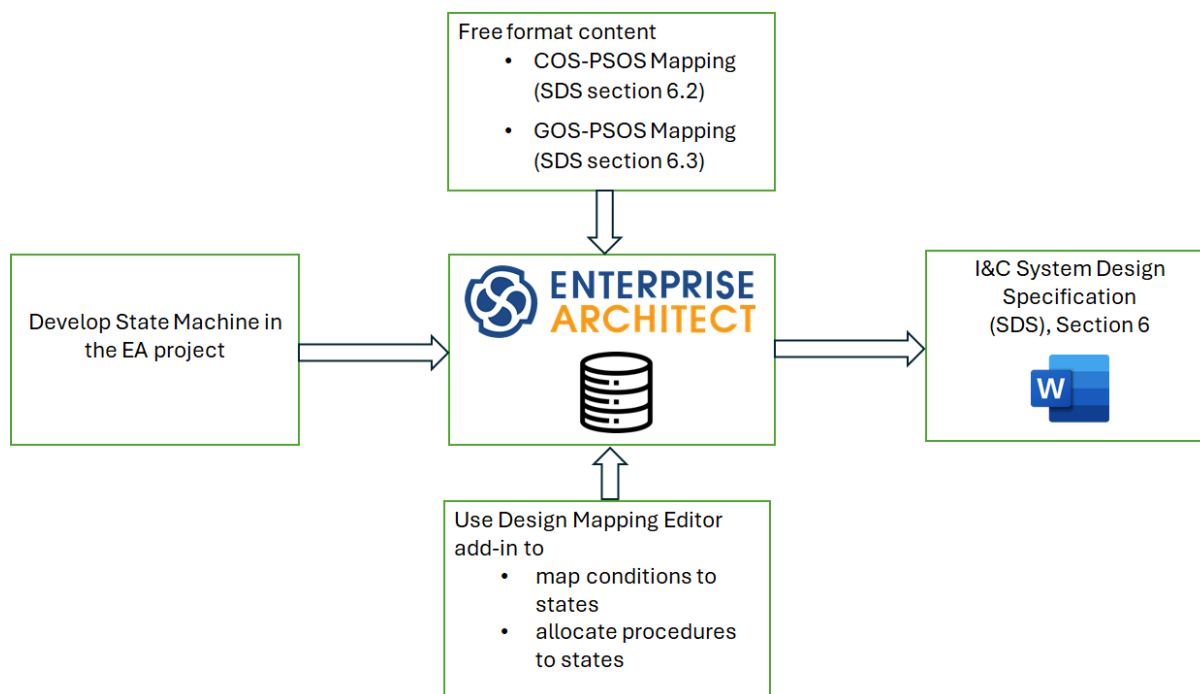 Free format content
• COS-PSOS Mapping
(SDS section 6.2)
• GOS-PSOS Mapping
(SDS section 6.3)
Develop State Machine in
the EA project
ENTERPRISE
ARCHITECT
I&C System Design
Specification
(SDS), Section 6
W
Use Design Mapping Editor
add-in to
• map conditions to
states
• allocate procedures
to states